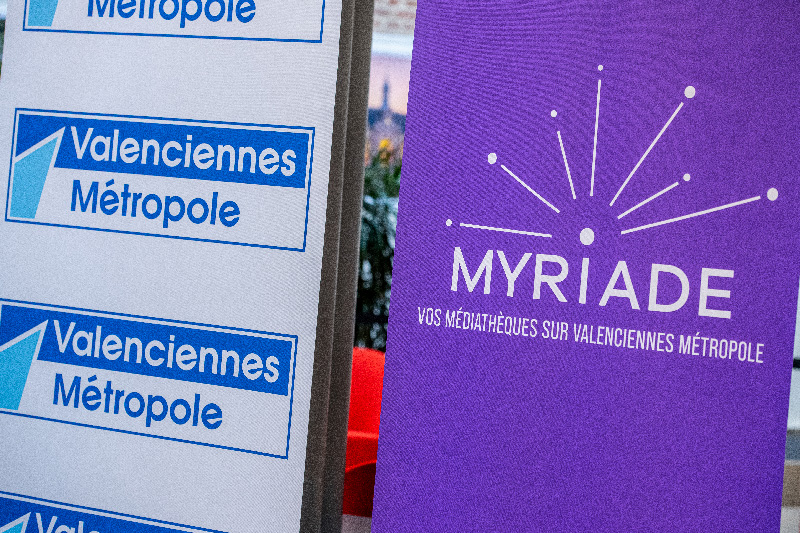 Métropole
Valenciennes
Métropole
Valenciennes
Métropole
MYRIADE
VOS MÉDIATHÈQUES SUR VALENCIENNES MÉTROPOLE